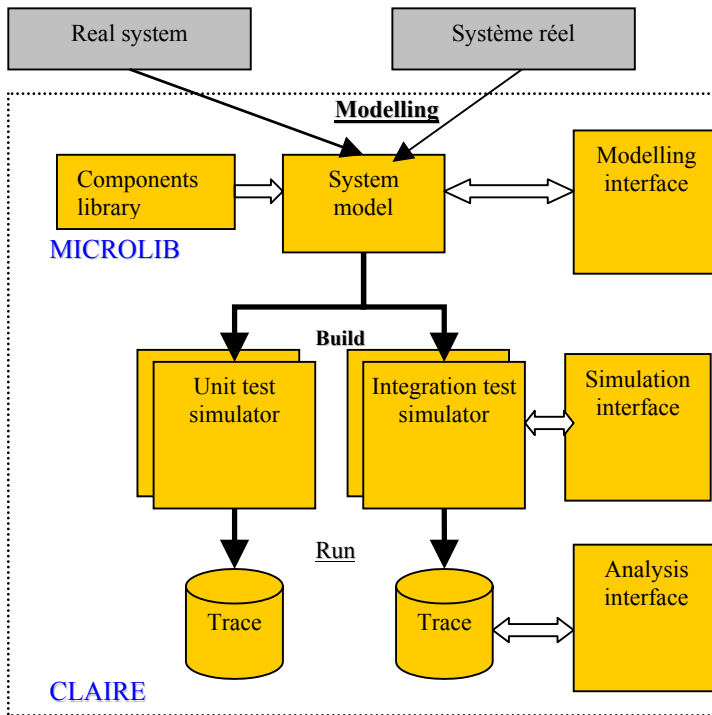 Real system
Système réel
Modelling
Components
library
System
model
Modelling
interface
MICROLIB
Build
Unit test
simulator
Integration test
simulator
Simulation
interface
Run
Trace
Trace
Analysis
interface
CLAIRE